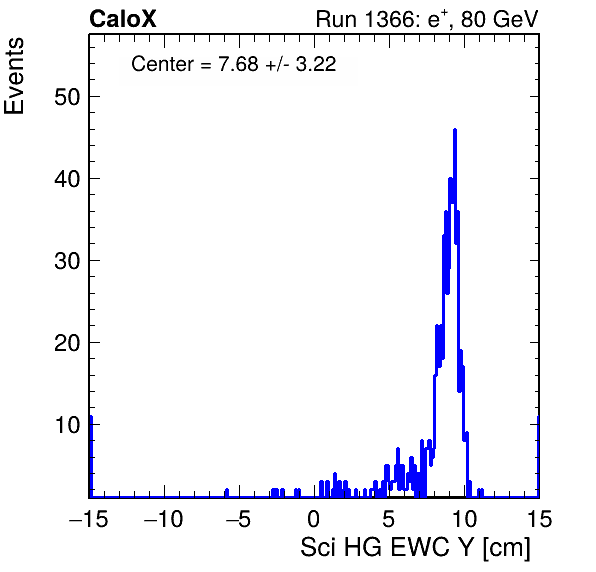 CaloX Run 1366: e⁺, 80 GeV
Center = 7.68 +/- 3.22
Events
50
40
30
20
10
−15 −10 −5 0 5 10 15
Sci HG EWC Y [cm]